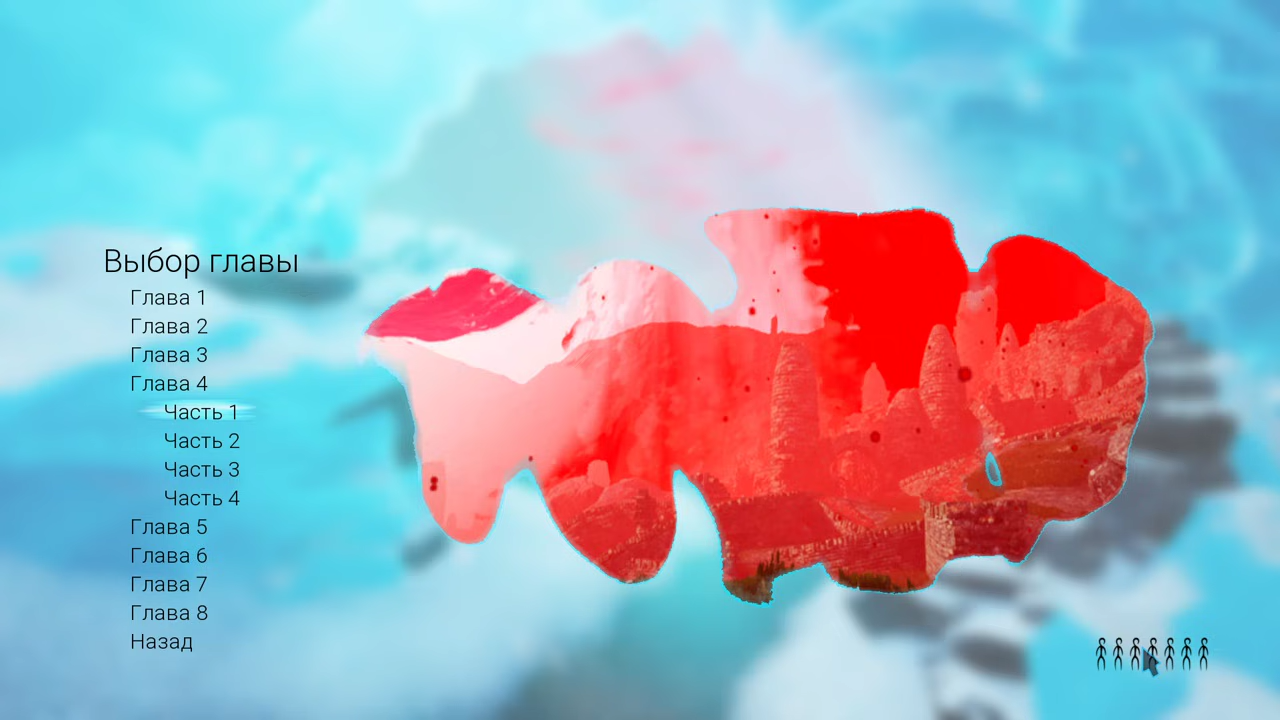 Выбор главы
Глава 1
Глава 2
Глава 3
Глава 4
Часть 1
Часть 2
Часть 3
Часть 4
Глава 5
Глава 6
Глава 7
Глава 8
Назад